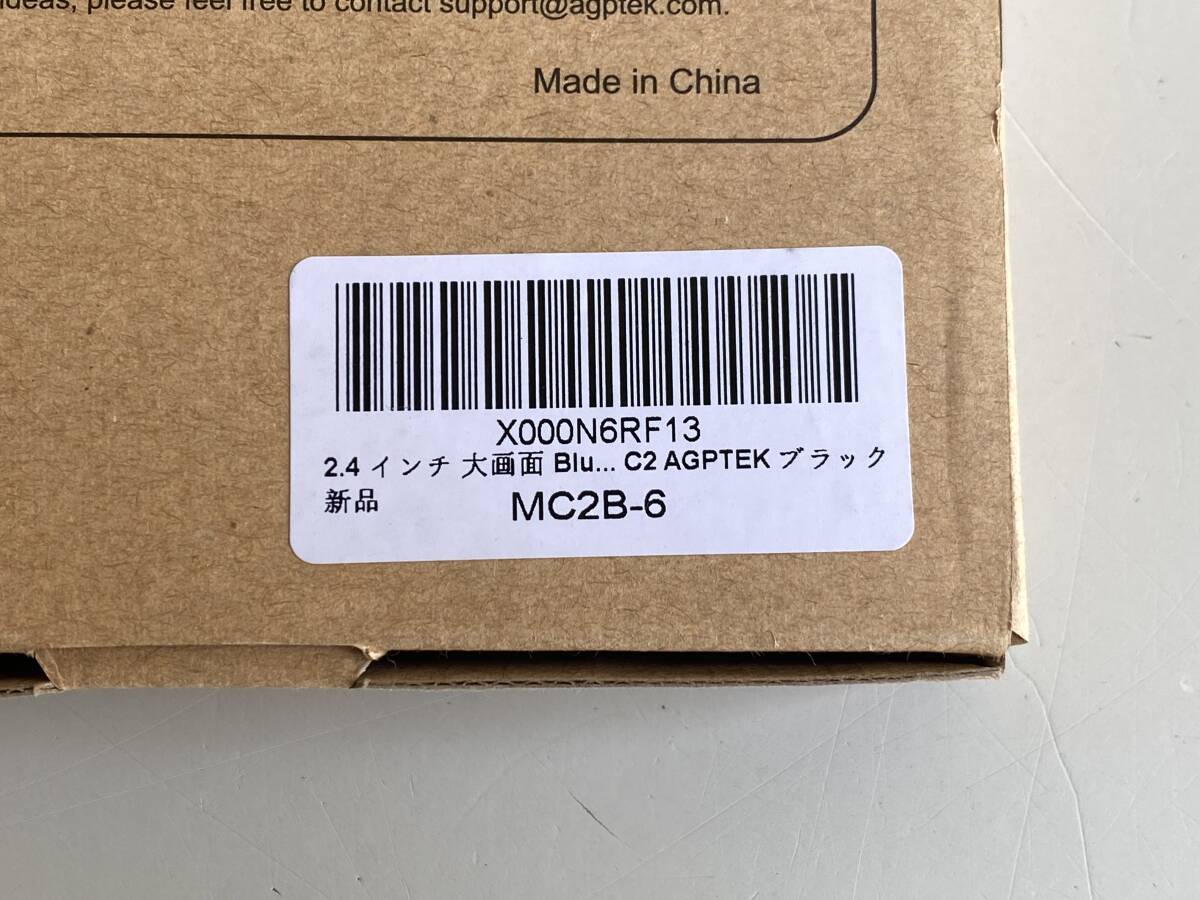 ideas, please feel free to contact support@agptek.com.
Made in China
X000N6RF13
2.4 インチ 大画面 Blu... C2 AGPTEK ブラック
新品
MC2B-6